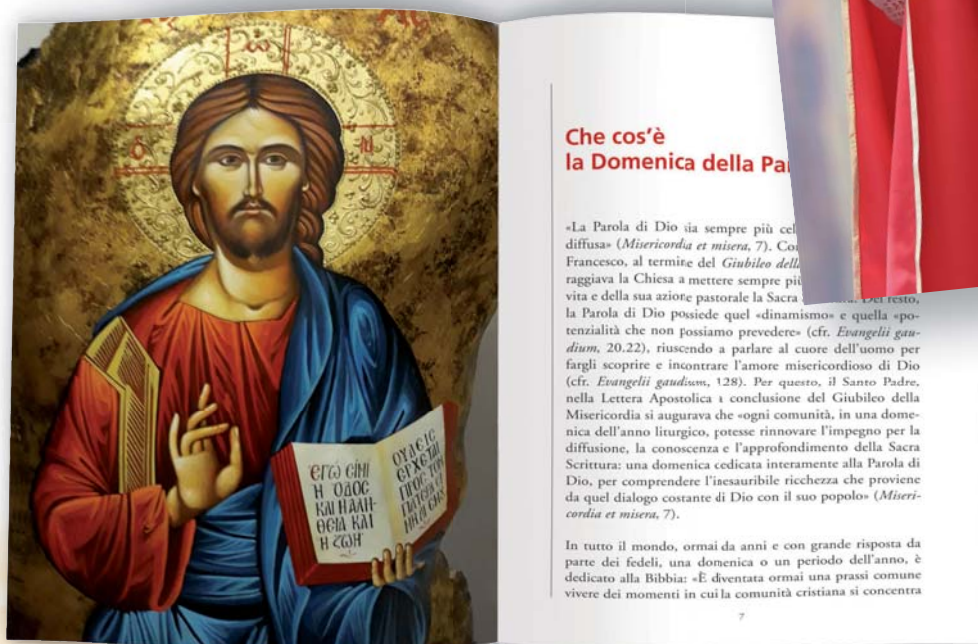 ω
Ο
Ν
ΕΓΏ ΕΙΜΙ
Η ὉΔΟC
ΚΑΙ Η ΑΛΗ-
ΘΕΙΑ ΚΑΙ
Η ΖΩΗ
ΟΥΔΕΙC
ΕΡΧΕΤΑΙ
ΠΡΟC ΤΟΝ
Che cos'è
la Domenica della
«La Parola di Dio sia sempre più
diffusa» (Misericordia et misera, 7).
Francesco, al termine del Giubileo
raggiava la Chiesa a mettere sempre
vita e della sua azione pastorale la Sacra resto,
la Parola di Dio possiede quel «dinamismo» e quella «po-
tenzialità che non possiamo prevedere» (cfr. Evangelii gau-
dium, 20.22), riuscendo a parlare al cuore dell'uomo per
fargli scoprire e incontrare l'amore misericordioso di Dio
(cfr. Evangelii gaudium, 128). Per questo, il Santo Padre,
nella Lettera Apostolica a conclusione del Giubileo della
Misericordia si augurava che «ogni comunità, in una dome-
nica dell'anno liturgico, potesse rinnovare l'impegno per la
diffusione, la conoscenza e l'approfondimento della Sacra
Scrittura: una domenica dedicata interamente alla Parola di
Dio, per comprendere l'inesauribile ricchezza che proviene
da quel dialogo costante di Dio con il suo popolo» (Miseri-
cordia et misera, 7).
In tutto il mondo, ormai da anni e con grande risposta da
parte dei fedeli, una domenica o un periodo dell'anno, è
dedicato alla Bibbia: «È diventata ormai una prassi comune
vivere dei momenti in cui la comunità cristiana si concentra
7